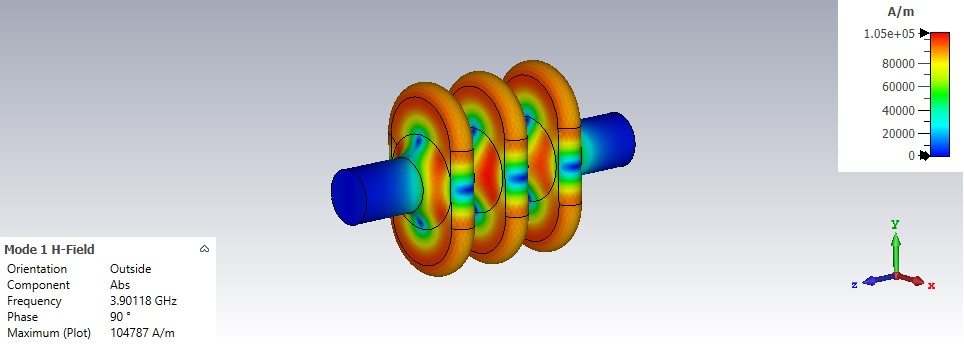 A/m
1.05e+05
80000
60000
40000
20000
0
Mode 1 H-Field
Orientation Outside
Component Abs
Frequency 3.90118 GHz
Phase 90 °
Maximum (Plot) 104787 A/m
Y
z x